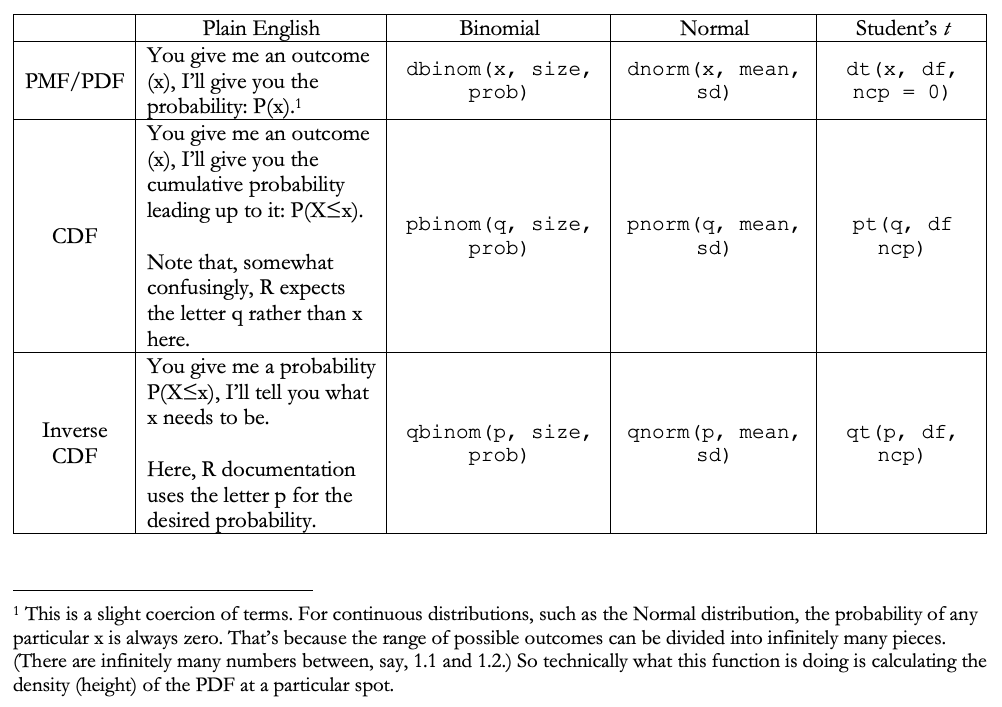 Plain English Binomial Normal Student's t
PMF/PDF
You give me an outcome
(x), I'll give you the
probability: P(x).¹
dbinom(x, size,
prob)
dnorm(x, mean,
sd)
dt(x, df,
ncp = 0)
CDF
You give me an outcome
(x), I'll give you the
cumulative probability
leading up to it: P(X≤x).
Note that, somewhat
confusingly, R expects
the letter q rather than x
here.
pbinom(q, size,
prob)
pnorm(q, mean,
sd)
pt(q, df
ncp)
Inverse
CDF
You give me a probability
P(X≤x), I'll tell you what
x needs to be.
Here, R documentation
uses the letter p for the
desired probability.
qbinom(p, size,
prob)
qnorm(p, mean,
sd)
qt(p, df,
ncp)
¹ This is a slight coercion of terms. For continuous distributions, such as the Normal distribution, the probability of any
particular x is always zero. That's because the range of possible outcomes can be divided into infinitely many pieces.
(There are infinitely many numbers between, say, 1.1 and 1.2.) So technically what this function is doing is calculating the
density (height) of the PDF at a particular spot.